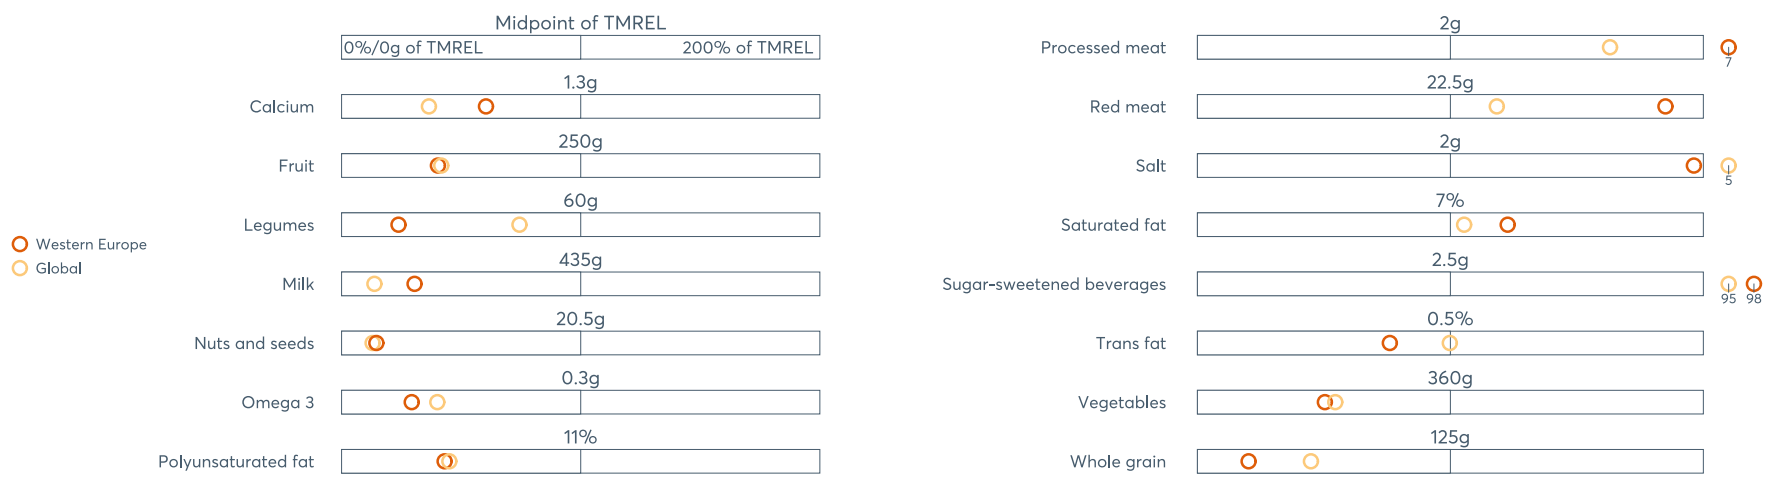 Midpoint of TMREL
0%/0g of TMREL 200% of TMREL
1.3g
Calcium
250g
Fruit
60g
Legumes
435g
Milk
20.5g
Nuts and seeds
0.3g
Omega 3
11%
Polyunsaturated fat
Western Europe
Global
2g
Processed meat
7
22.5g
Red meat
2g
Salt
5
7%
Saturated fat
2.5g
Sugar-sweetened beverages
95 98
0.5%
Trans fat
360g
Vegetables
125g
Whole grain